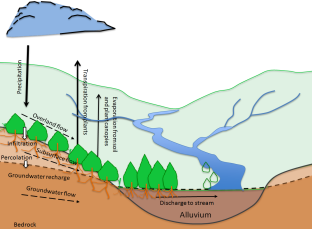 Precipitation
Transpiration from plants
Evaporation from soil
and plant canopies
Overland flow
Infiltration
Subsurface flow
Percolation
Groundwater recharge
Groundwater flow
Discharge to stream
Alluvium
Bedrock